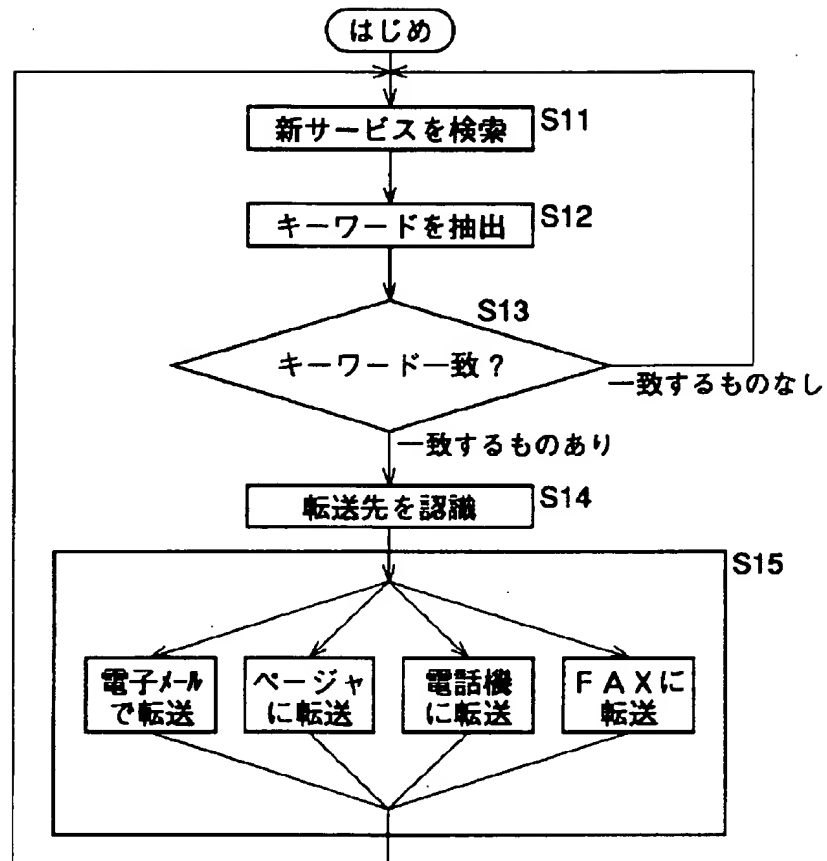 はじめ
新サービスを検索
S11
キーワードを抽出
S12
S13
キーワード一致?
一致するものなし
一致するものあり
転送先を認識
S14
S15
電子メール
で転送
ページャ
に転送
電話機
に転送
FAXに
転送